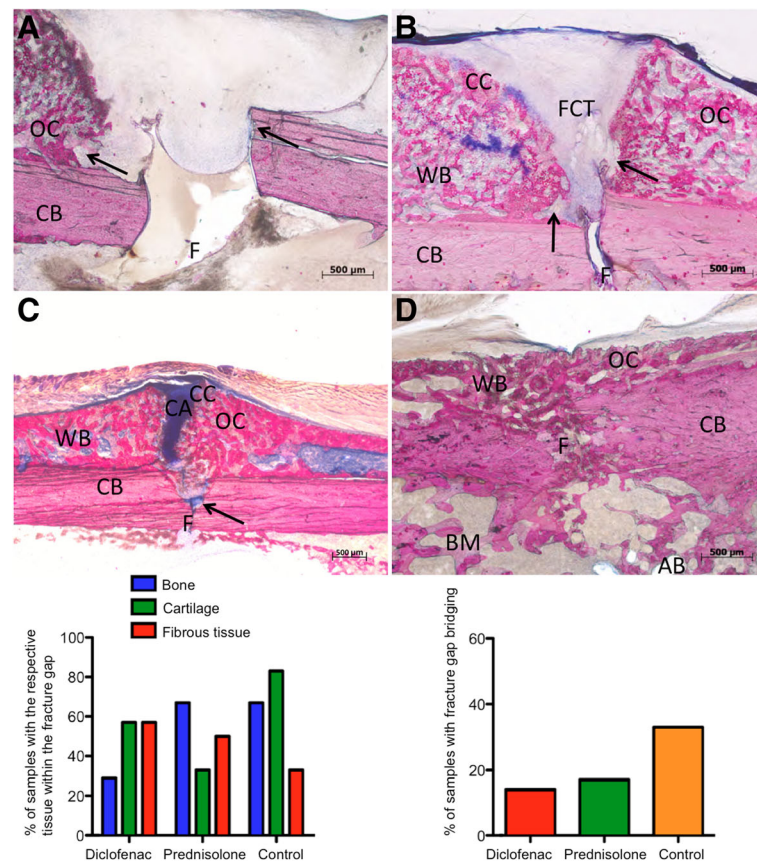 A
OC
CB
F
500 µm
B
CC
FCT
OC
WB
CB
F
500 µm
C
CC
CA
OC
WB
CB
F
500 µm
D
OC
WB
CB
F
BM
AB
500 µm
Bone
Cartilage
Fibrous tissue
% of samples with the respective
tissue within the fracture gap
100
80
60
40
20
0
Diclofenac Prednisolone Control
% of samples with fracture gap bridging
60
40
20
0
Diclofenac Prednisolone Control